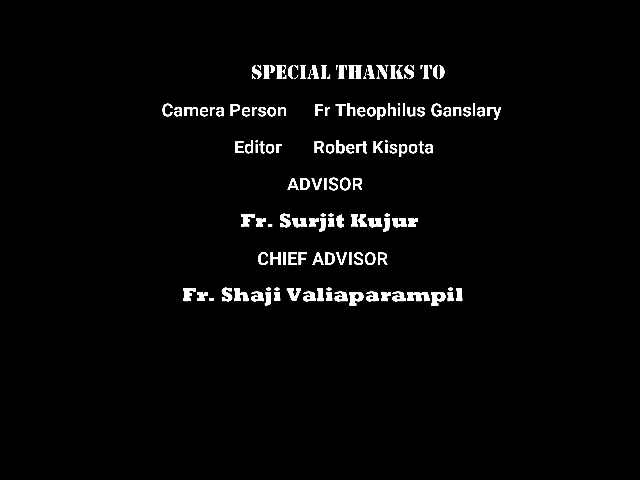 SPECIAL THANKS TO
Camera Person Fr Theophilus Ganslary
Editor Robert Kispota
ADVISOR
Fr. Surjit Kujur
CHIEF ADVISOR
Fr. Shaji Valiaparampil